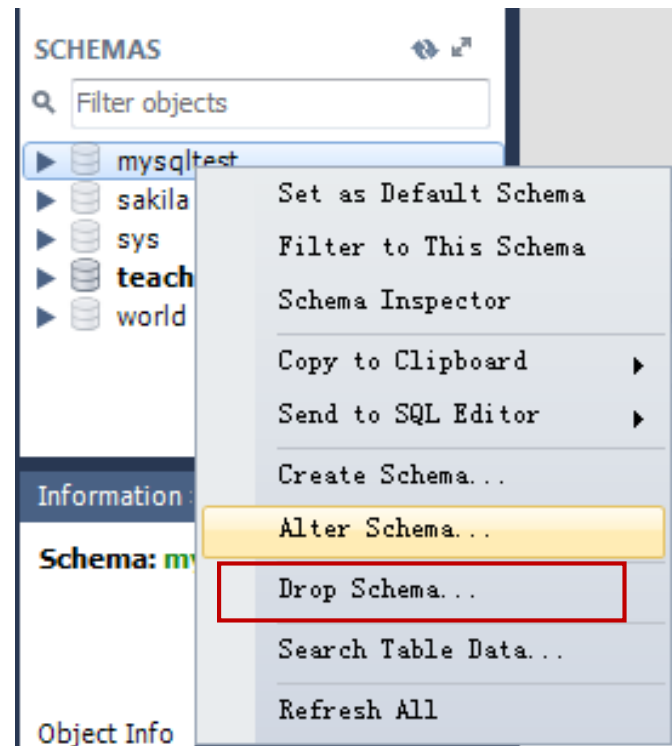 SCHEMAS
Filter objects
mysqltest
sakila
sys
teach
world
Set as Default Schema
Filter to This Schema
Schema Inspector
Copy to Clipboard
Send to SQL Editor
Create Schema...
Alter Schema...
Drop Schema...
Search Table Data...
Refresh All
Information
Schema: my
Object Info